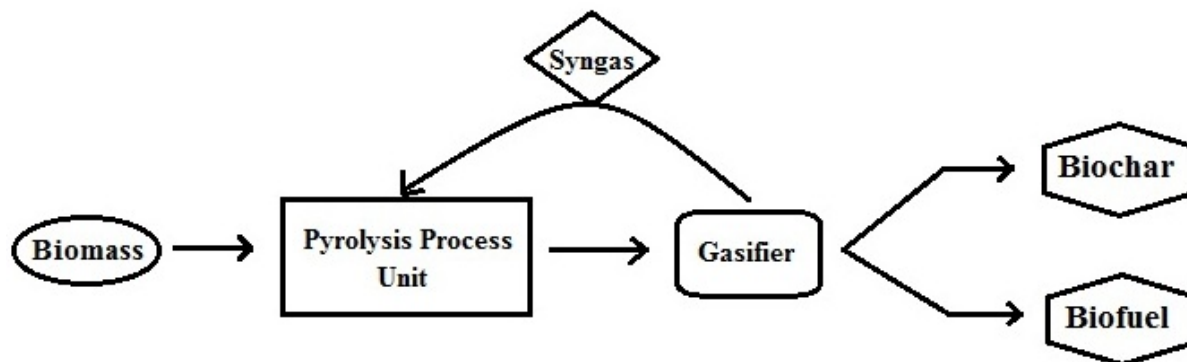 Syngas
Biochar
Biomass
Pyrolysis Process
Unit
Gasifier
Biofuel